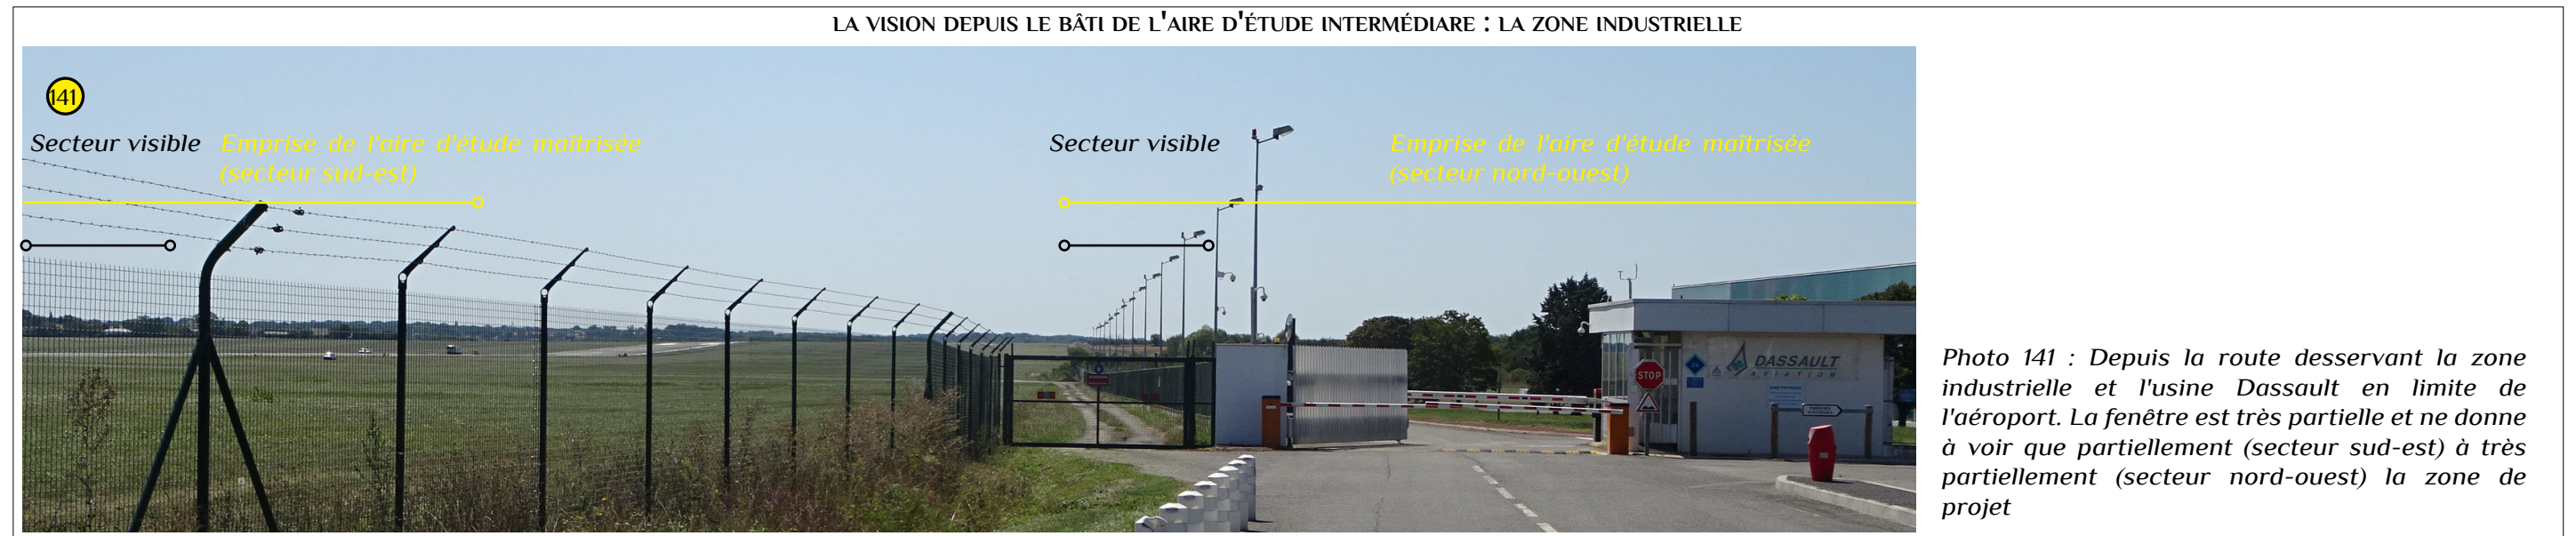 LA VISION DEPUIS LE BÂTI DE L'AIRE D'ÉTUDE INTERMÉDIARE : LA ZONE INDUSTRIELLE
141
Secteur visible
Emprise de l'aire d'étude maîtrisée
(secteur sud-est)
Secteur visible
Emprise de l'aire d'étude maîtrisée
(secteur nord-ouest)
STOP
DASSAULT
AVIATION
Photo 141 : Depuis la route desservant la zone
industrielle et l'usine Dassault en limite de
l'aéroport. La fenêtre est très partielle et ne donne
à voir que partiellement (secteur sud-est) à très
partiellement (secteur nord-ouest) la zone de
projet